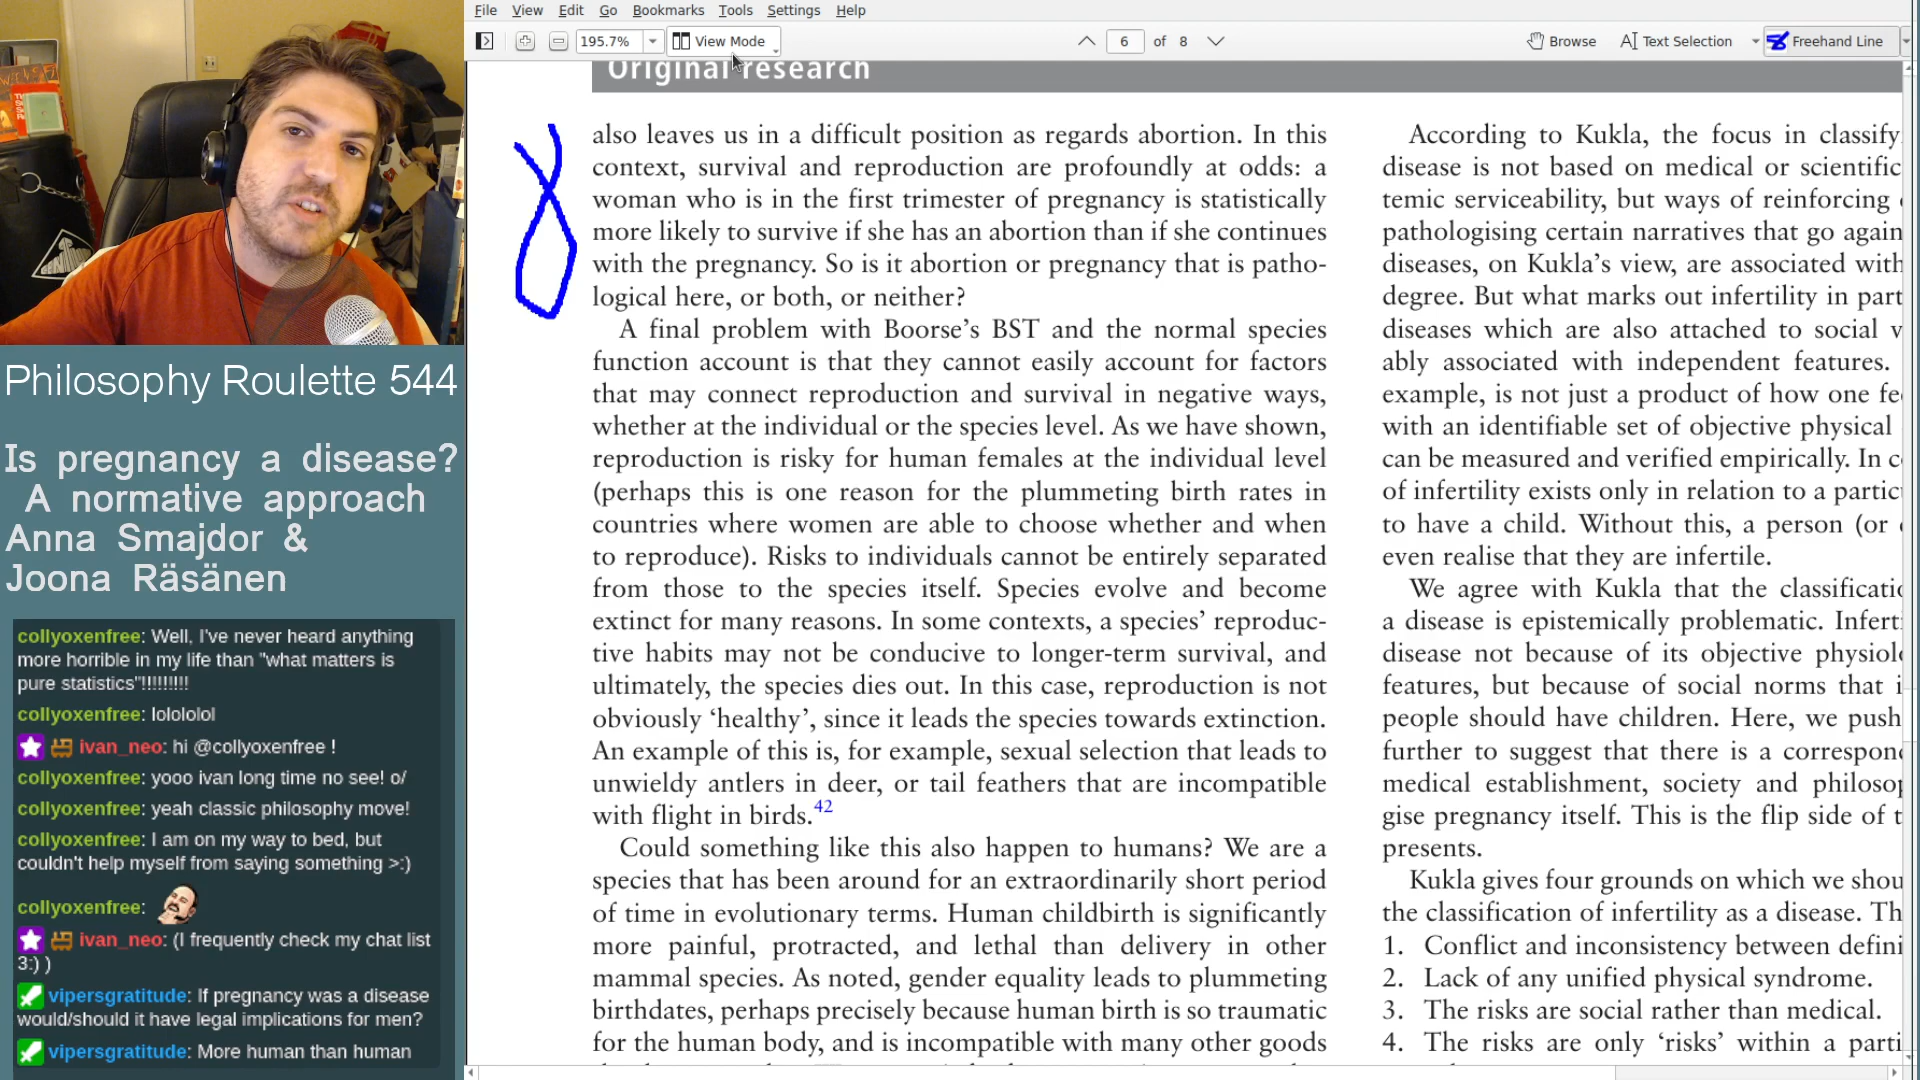 File View Edit Go Bookmarks Tools Settings Help
195.7% View Mode 6 of 8 Browse Text Selection Freehand Line
Original research
also leaves us in a difficult position as regards abortion. In this
context, survival and reproduction are profoundly at odds: a
woman who is in the first trimester of pregnancy is statistically
more likely to survive if she has an abortion than if she continues
with the pregnancy. So is it abortion or pregnancy that is patho-
logical here, or both, or neither?
A final problem with Boorse's BST and the normal species
function account is that they cannot easily account for factors
that may connect reproduction and survival in negative ways,
whether at the individual or the species level. As we have shown,
reproduction is risky for human females at the individual level
(perhaps this is one reason for the plummeting birth rates in
countries where women are able to choose whether and when
to reproduce). Risks to individuals cannot be entirely separated
from those to the species itself. Species evolve and become
extinct for many reasons. In some contexts, a species' reproduc-
tive habits may not be conducive to longer-term survival, and
ultimately, the species dies out. In this case, reproduction is not
obviously 'healthy', since it leads the species towards extinction.
An example of this is, for example, sexual selection that leads to
unwieldy antlers in deer, or tail feathers that are incompatible
with flight in birds.42
Could something like this also happen to humans? We are a
species that has been around for an extraordinarily short period
of time in evolutionary terms. Human childbirth is significantly
more painful, protracted, and lethal than delivery in other
mammal species. As noted, gender equality leads to plummeting
birthdates, perhaps precisely because human birth is so traumatic
for the human body, and is incompatible with many other goods
According to Kukla, the focus in classify
disease is not based on medical or scientific
temic serviceability, but ways of reinforcing
pathologising certain narratives that go again
diseases, on Kukla's view, are associated with
degree. But what marks out infertility in part
diseases which are also attached to social v
ably associated with independent features.
example, is not just a product of how one fe
with an identifiable set of objective physical
can be measured and verified empirically. In c
of infertility exists only in relation to a partic
to have a child. Without this, a person (or
even realise that they are infertile.
We agree with Kukla that the classificatio
a disease is epistemically problematic. Infert
disease not because of its objective physiol
features, but because of social norms that i
people should have children. Here, we push
further to suggest that there is a correspon
medical establishment, society and philosop
gise pregnancy itself. This is the flip side of t
presents.
Kukla gives four grounds on which we shou
the classification of infertility as a disease. Th
1. Conflict and inconsistency between defini
2. Lack of any unified physical syndrome.
3. The risks are social rather than medical.
4. The risks are only 'risks' within a parti
Philosophy Roulette 544
Is pregnancy a disease?
A normative approach
Anna Smajdor &
Joona Räsänen
collyoxenfree: Well, I've never heard anything
more horrible in my life than "what matters is
pure statistics"!!!!!!!!!
collyoxenfree: lolololol
ivan_neo: hi @collyoxenfree !
collyoxenfree: yooo ivan long time no see! o/
collyoxenfree: yeah classic philosophy move!
collyoxenfree: I am on my way to bed, but
couldn't help myself from saying something >:)
collyoxenfree:
ivan_neo: (I frequently check my chat list
3:) )
vipersgratitude: If pregnancy was a disease
would/should it have legal implications for men?
vipersgratitude: More human than human